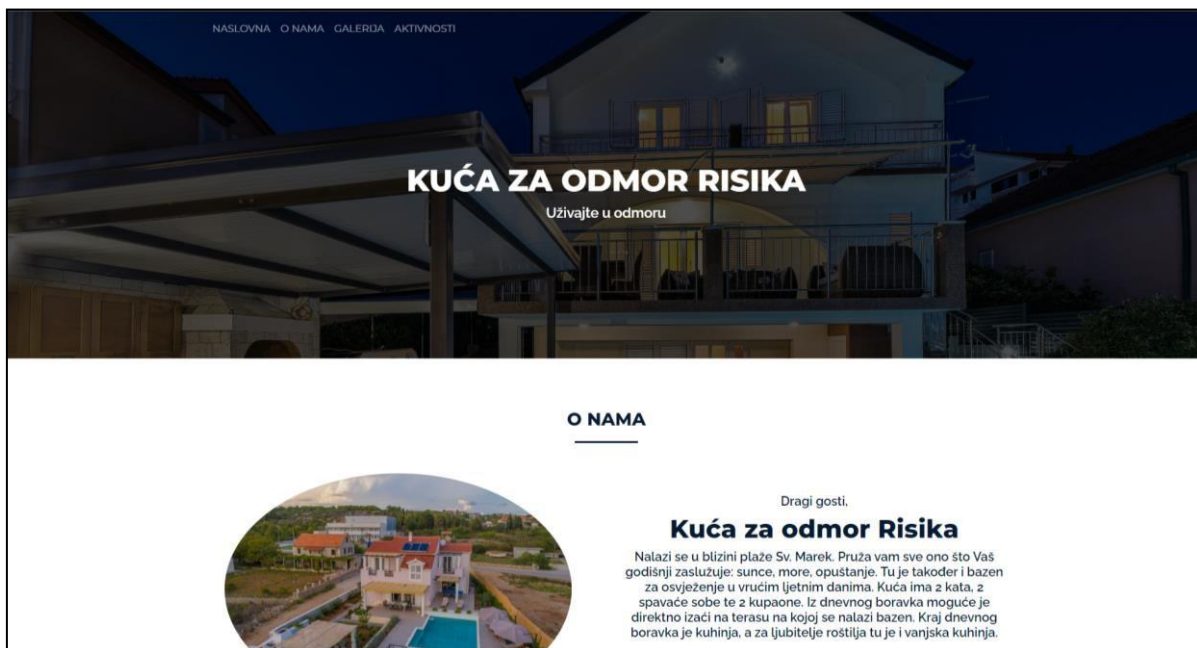 NASLOVNA O NAMA GALERIJA AKTIVNOSTI
KUĆA ZA ODMOR RISIKA
Uživajte u odmoru
O NAMA
Dragi gosti,
Kuća za odmor Risika
Nalazi se u blizini plaže Sv. Marek. Pruža vam sve ono što Vaš
godišnji zaslužuje: sunce, more, opuštanje. Tu je također i bazen
za osvježenje u vrućim ljetnim danima. Kuća ima 2 kata, 2
spavaće sobe te 2 kupaone. Iz dnevnog boravka moguće je
direktno izaći na terasu na kojoj se nalazi bazen. Kraj dnevnog
boravka je kuhinja, a za ljubitelje roštilja tu je i vanjska kuhinja.